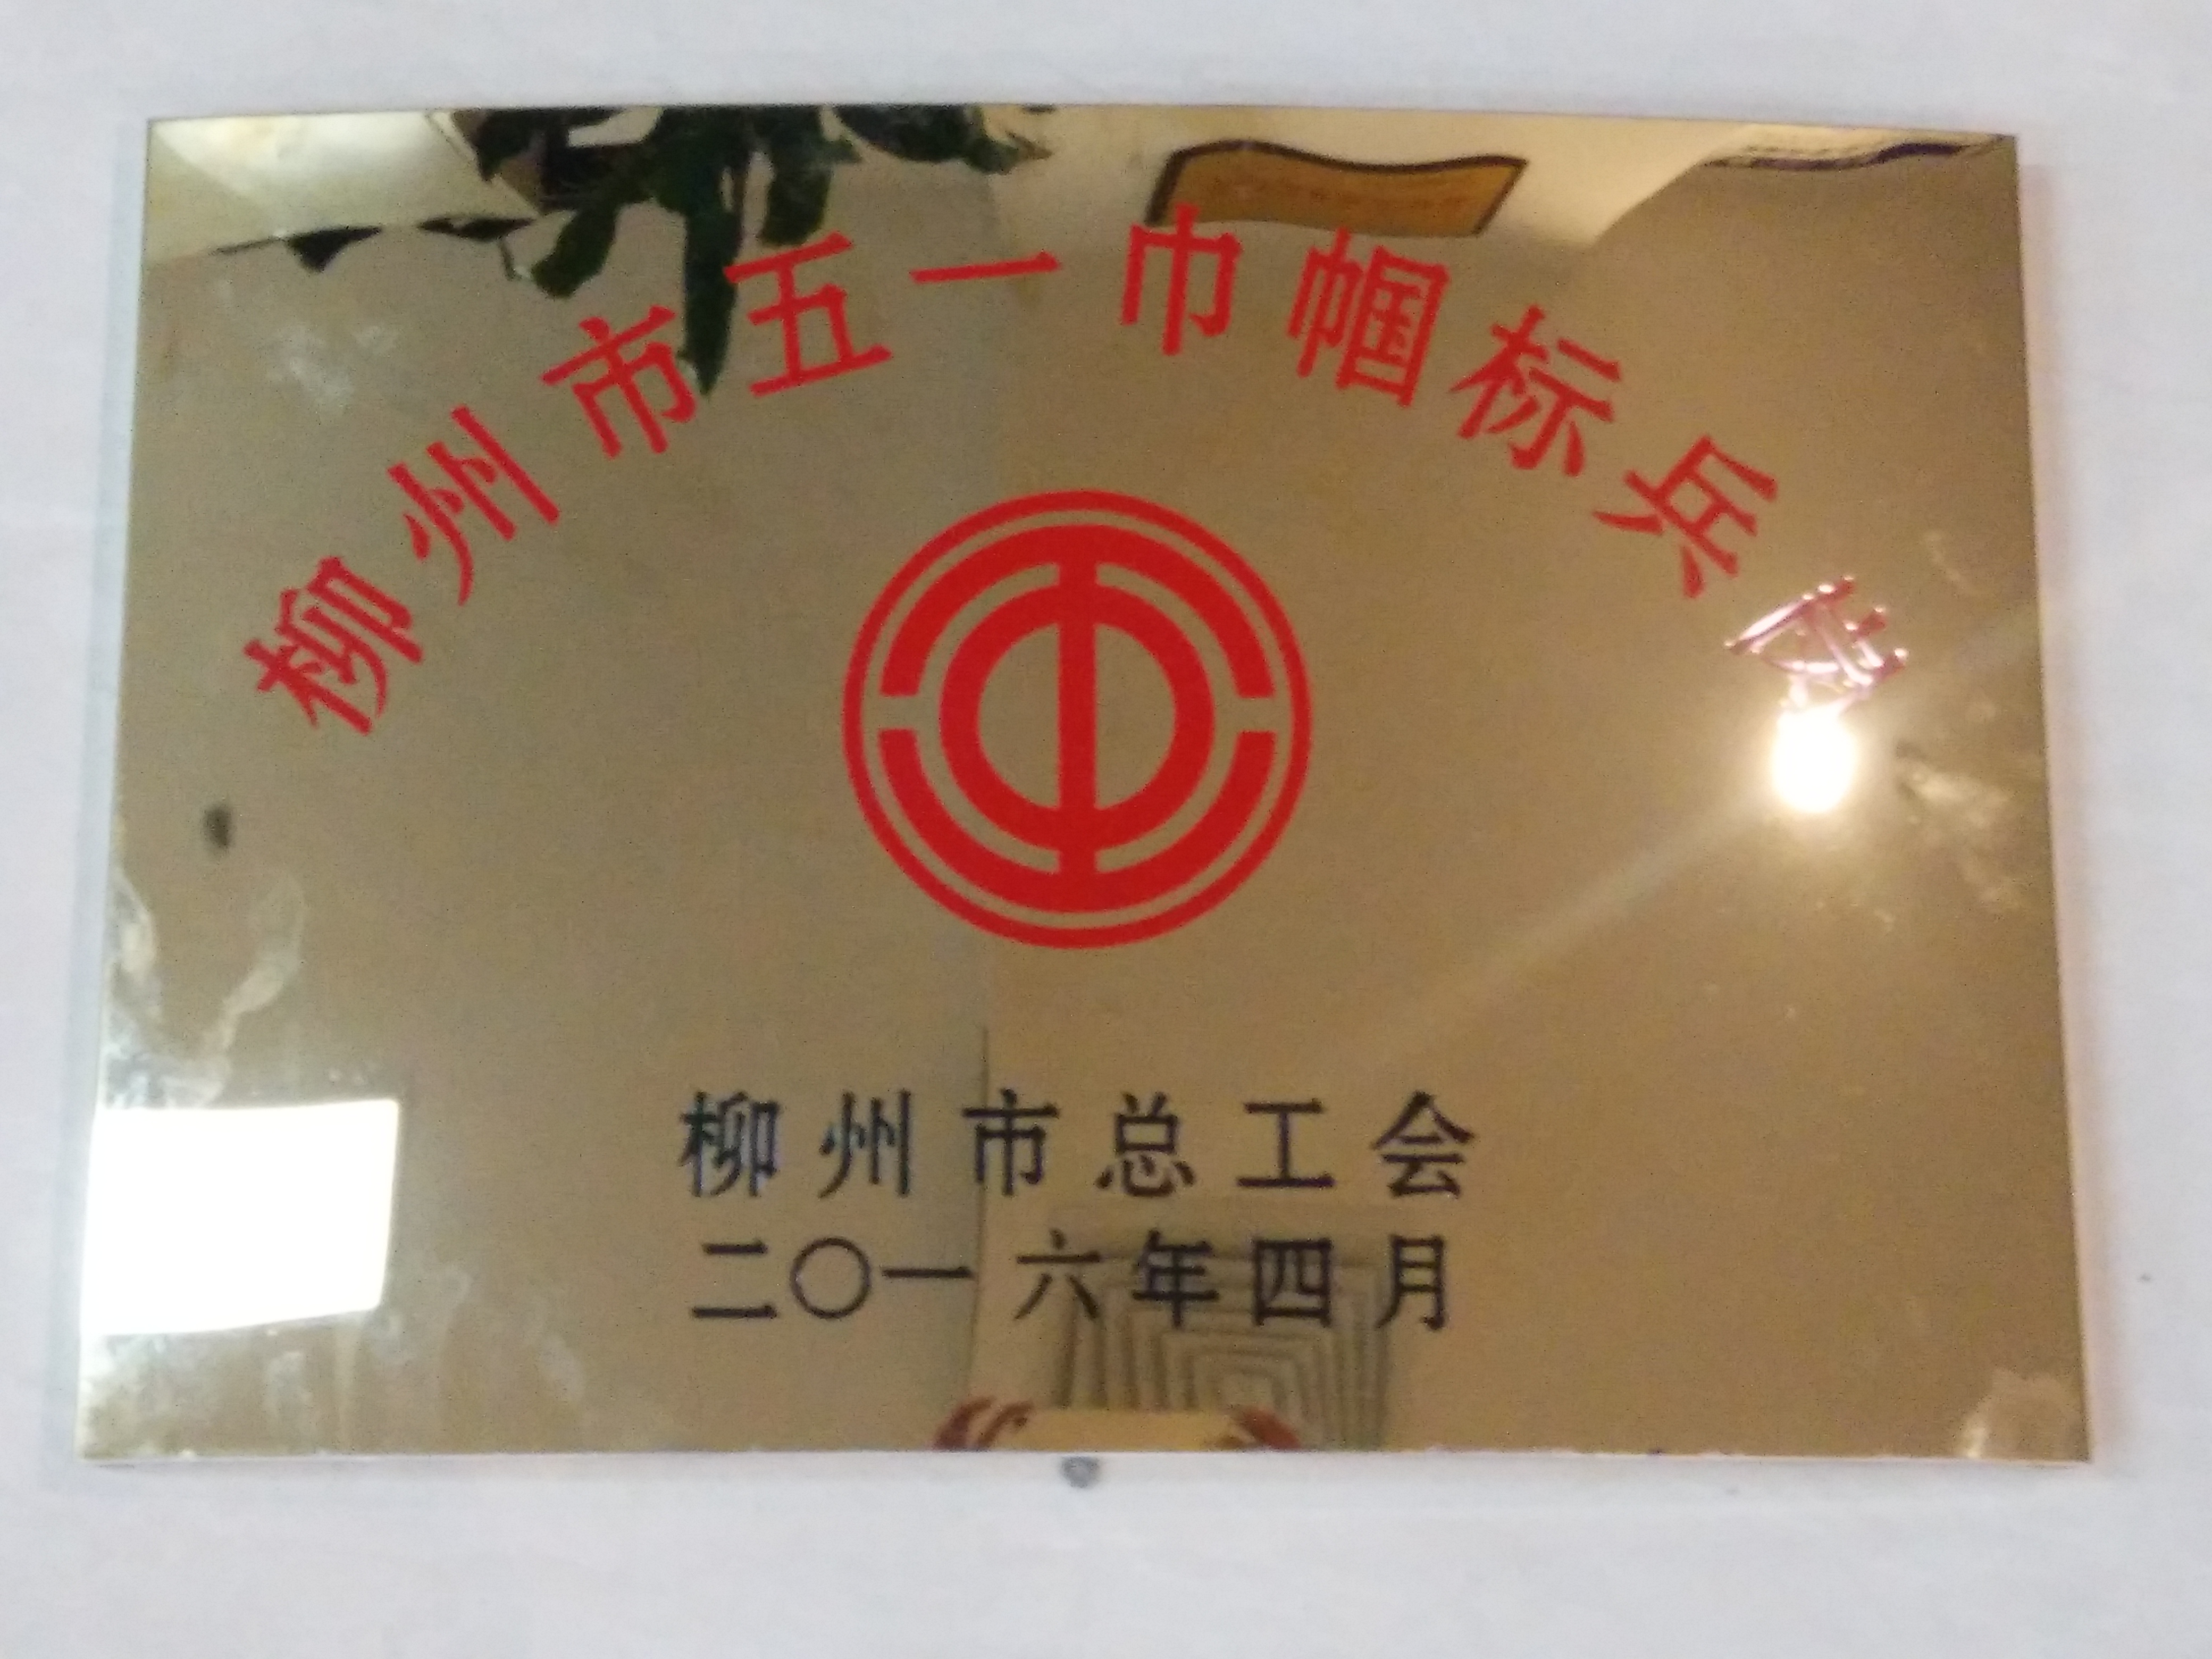 柳州市五一巾帼标兵岗
柳州市总工会
二〇一六年四月